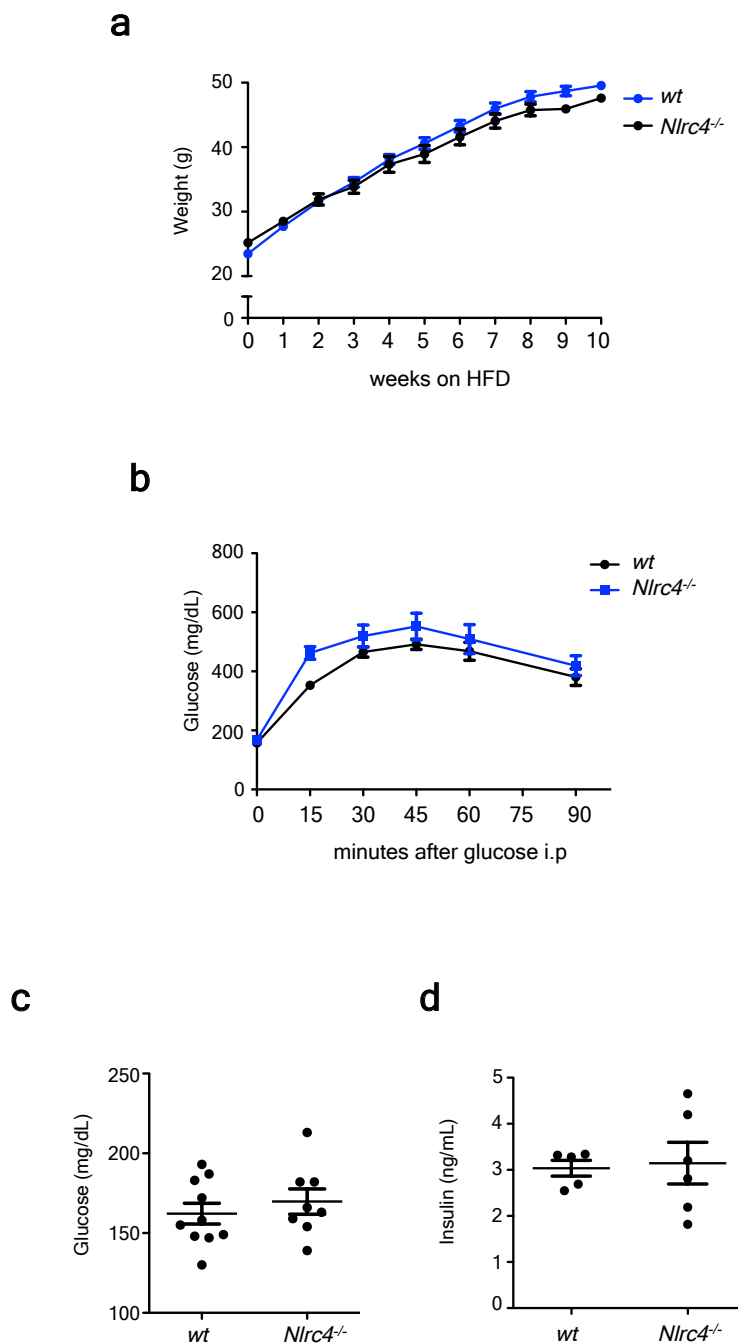 a
50
40
30
20
0
Weight (g)
0 1 2 3 4 5 6 7 8 9 10
weeks on HFD
wt
Nlrc4-/-
b
800
600
400
200
0
Glucose (mg/dL)
0 15 30 45 60 75 90
minutes after glucose i.p
wt
Nlrc4-/-
c
250
200
150
100
Glucose (mg/dL)
wt Nlrc4-/-
d
5
4
3
2
1
0
Insulin (ng/mL)
wt Nlrc4-/-